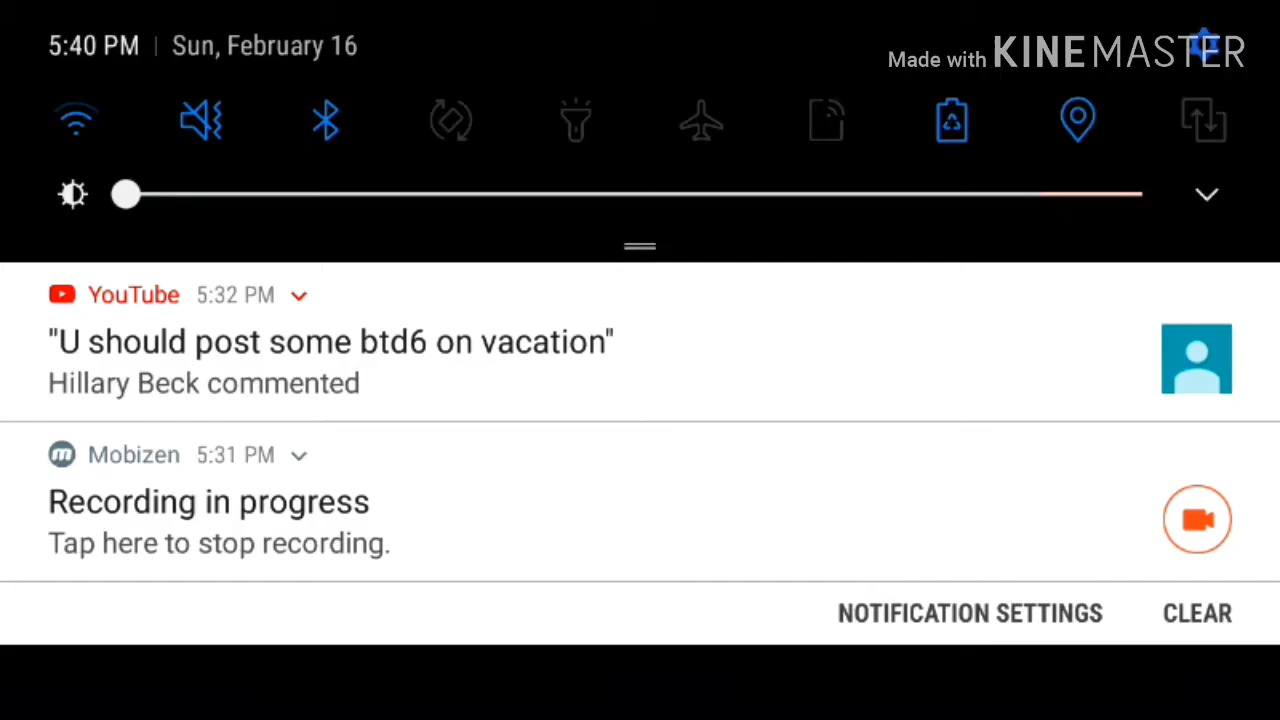 5:40 PM | Sun, February 16
Made with KINEMASTER
YouTube 5:32 PM
"U should post some btd6 on vacation"
Hillary Beck commented
m Mobizen 5:31 PM
Recording in progress
Tap here to stop recording.
NOTIFICATION SETTINGS CLEAR